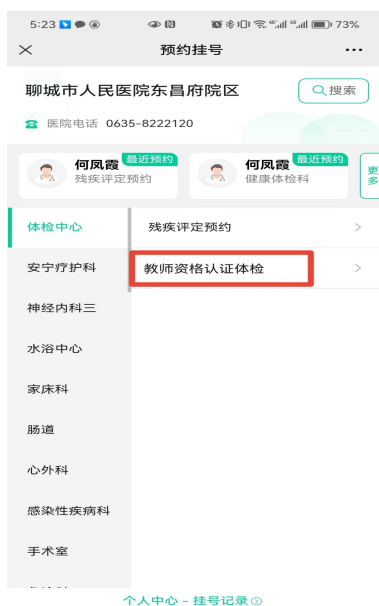 5:23 73%
预约挂号
聊城市人民医院东昌府院区
搜索
医院电话 0635-8222120
何凤霞 最近预约
残疾评定预约
何凤霞 最近预约
健康体检科
更多
体检中心
残疾评定预约
安宁疗护科
教师资格认证体检
神经内科三
水浴中心
家床科
肠道
心外科
感染性疾病科
手术室
个人中心 - 挂号记录